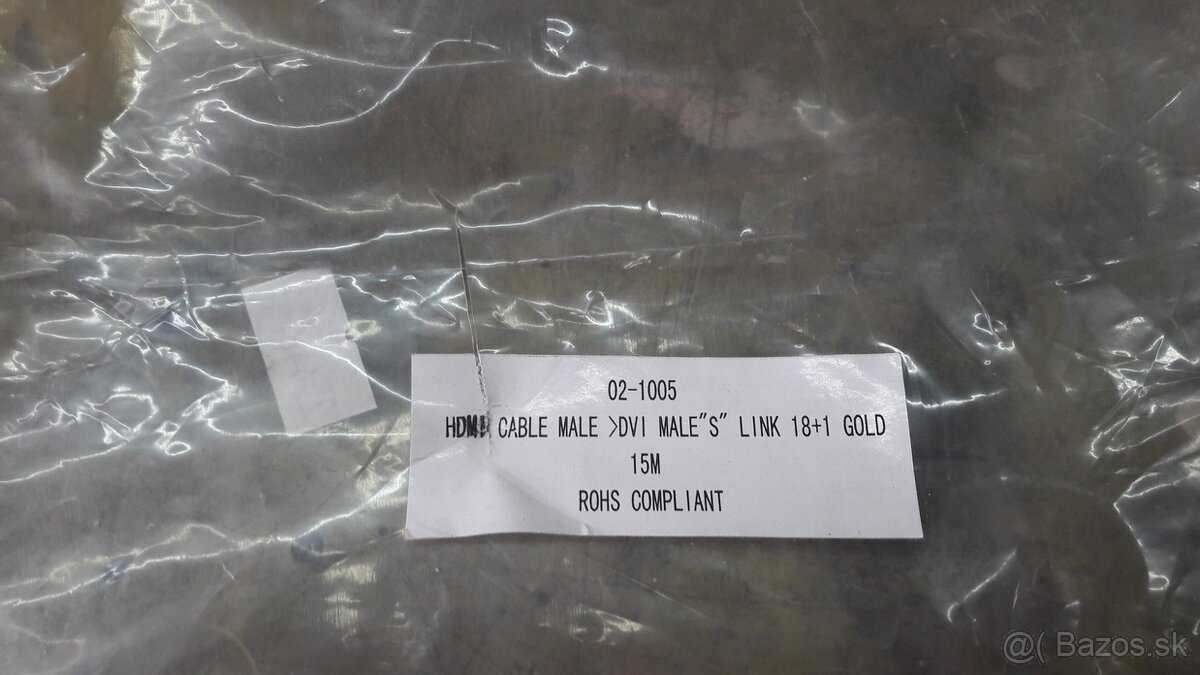 02-1005
HDMI CABLE MALE >DVI MALE"S" LINK 18+1 GOLD
15M
ROHS COMPLIANT
@( Bazos.sk